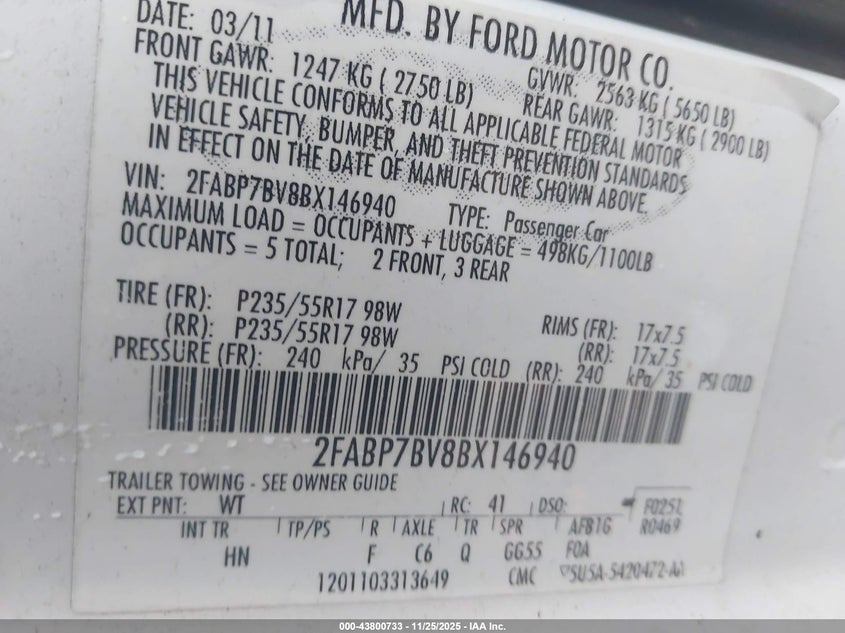 DATE: 03/11 MFD. BY FORD MOTOR CO.
FRONT GAWR: 1247 KG ( 2750 LB) GVWR: 2563 KG ( 5650 LB)
REAR GAWR: 1315 KG ( 2900 LB)
THIS VEHICLE CONFORMS TO ALL APPLICABLE FEDERAL MOTOR
VEHICLE SAFETY, BUMPER, AND THEFT PREVENTION STANDARDS
IN EFFECT ON THE DATE OF MANUFACTURE SHOWN ABOVE.
VIN: 2FABP7BV8BX146940 TYPE: Passenger Car
MAXIMUM LOAD = OCCUPANTS + LUGGAGE = 498KG/1100LB
OCCUPANTS = 5 TOTAL; 2 FRONT, 3 REAR
TIRE (FR): P235/55R17 98W RIMS (FR): 17x7.5
(RR): P235/55R17 98W (RR): 17x7.5
PRESSURE (FR): 240 kPa/ 35 PSI COLD (RR): 240 kPa/ 35 PSI COLD
2FABP7BV8BX146940
TRAILER TOWING - SEE OWNER GUIDE
EXT PNT: WT RC: 41 DSO: F0251
INT TR TP/PS R AXLE TR SPR AFB1G R0469
HN F C6 Q GG55 FOA
1201103313649 CMC
000-43800733 - 11/25/2025 - IAA Inc.